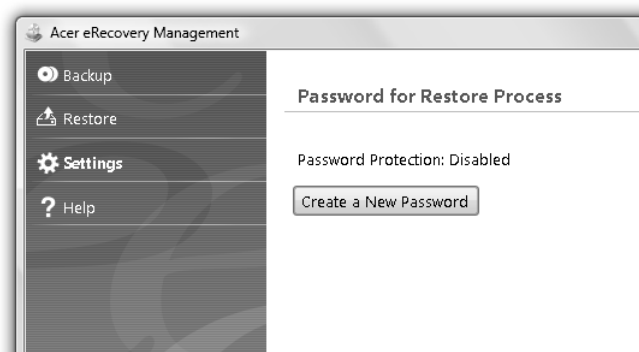 Acer eRecovery Management
Backup
Restore
Settings
Help
Password for Restore Process
Password Protection: Disabled
Create a New Password